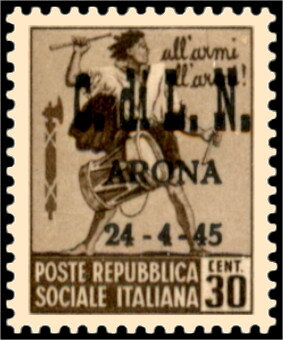 all'armi
all'armi!
C. d. L. N.
ARONA
24 - 4 - 45
POSTE REPUBBLICA
SOCIALE ITALIANA
CENT.
30